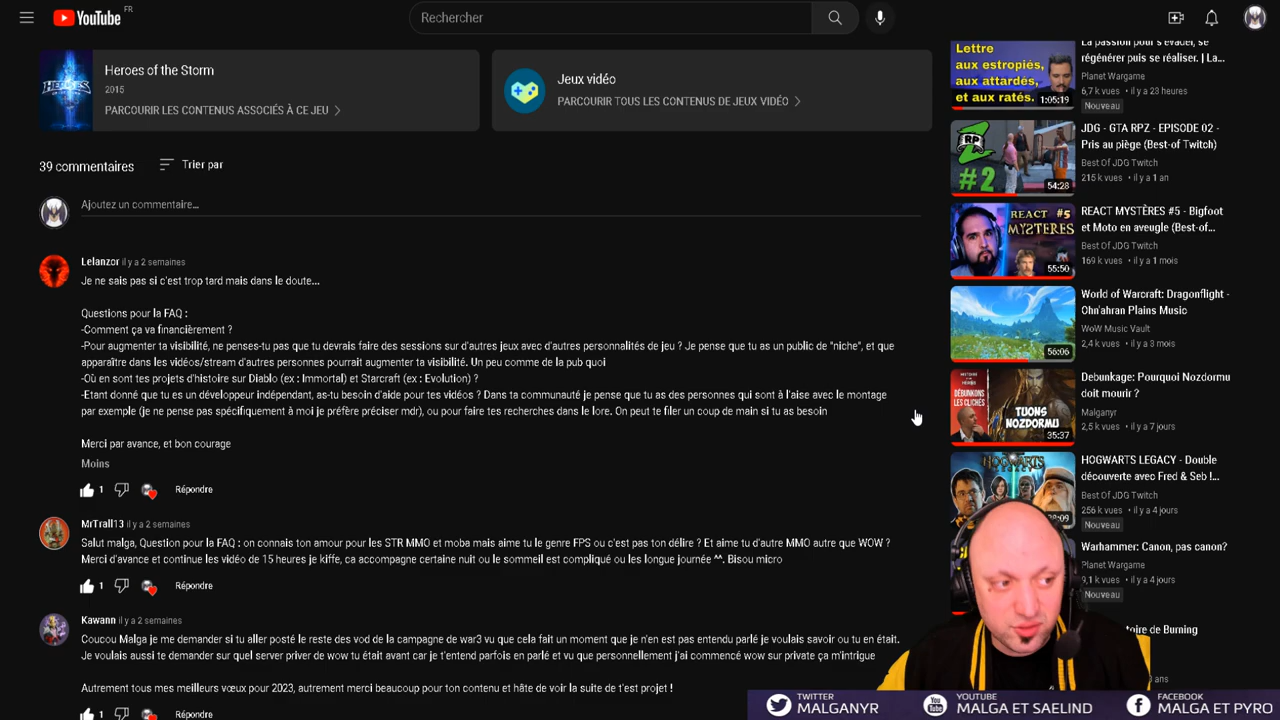 YouTube FR
Rechercher
Heroes of the Storm
2015
PARCOURIR LES CONTENUS ASSOCIÉS À CE JEU
HEROES
Jeux vidéo
PARCOURIR TOUS LES CONTENUS DE JEUX VIDÉO
39 commentaires
Trier par
Ajoutez un commentaire...
Lelanzor il y a 2 semaines
Je ne sais pas si c'est trop tard mais dans le doute...
Questions pour la FAQ :
-Comment ça va financièrement ?
-Pour augmenter ta visibilité, ne penses-tu pas que tu devrais faire des sessions sur d'autres jeux avec d'autres personnalités de jeu ? Je pense que tu as un public de "niche", et que
apparaître dans les vidéos/stream d'autres personnes pourrait augmenter ta visibilité. Un peu comme de la pub quoi
-Où en sont tes projets d'histoire sur Diablo (ex : Immortal) et Starcraft (ex : Evolution) ?
-Etant donné que tu es un développeur indépendant, as-tu besoin d'aide pour tes vidéos ? Dans ta communauté je pense que tu as des personnes qui sont à l'aise avec le montage
par exemple (je ne pense pas spécifiquement à moi je préfère préciser mdr), ou pour faire tes recherches dans le lore. On peut te filer un coup de main si tu as besoin
Merci par avance, et bon courage
Moins
1 Répondre
MrTrall13 il y a 2 semaines
Salut malga, Question pour la FAQ : on connais ton amour pour les STR MMO et moba mais aime tu le genre FPS ou c'est pas ton délire ? Et aime tu d'autre MMO autre que WOW ?
Merci d'avance et continue les vidéo de 15 heures je kiffe, ca accompagne certaine nuit ou le sommeil est compliqué ou les longue journée ^^. Bisou micro
1 Répondre
Kawann il y a 2 semaines
Coucou Malga je me demander si tu aller posté le reste des vod de la campagne de war3 vu que cela fait un moment que je n'en est pas entendu parlé je voulais savoir ou tu en était.
Je voulais aussi te demander sur quel server priver de wow tu était avant car je t'entend parfois en parlé et vu que personnellement j'ai commencé wow sur private ça m'intrigue
Autrement tous mes meilleurs vœux pour 2023, autrement merci beaucoup pour ton contenu et hâte de voir la suite de t'est projet !
1 Répondre
Lettre
aux estropiés,
aux attardés,
et aux ratés.
1:05:19
La passion pour s'évader, se
régénérer puis se réaliser. | La...
Planet Wargame
6,7 k vues • il y a 23 heures
Nouveau
RP
#2
54:28
JDG - GTA RPZ - EPISODE 02 -
Pris au piège (Best-of Twitch)
Best Of JDG Twitch
215 k vues • il y a 1 an
REACT #5
MYSTERES
55:50
REACT MYSTÈRES #5 - Bigfoot
et Moto en aveugle (Best-of...
Best Of JDG Twitch
169 k vues • il y a 1 mois
56:06
World of Warcraft: Dragonflight -
Ohn'ahran Plains Music
WoW Music Vault
2,4 k vues • il y a 3 mois
DÉBUNKONS
LES CLICHÉS
TUONS
NOZDORMU
35:37
Debunkage: Pourquoi Nozdormu
doit mourir ?
Malganyr
2,5 k vues • il y a 7 jours
HOGWARTS LEGACY
HOGWARTS LEGACY - Double
découverte avec Fred & Seb !...
Best Of JDG Twitch
256 k vues • il y a 4 jours
Nouveau
Warhammer: Canon, pas canon?
Planet Wargame
9,1 k vues • il y a 4 jours
Nouveau
toire de Burning
ans
TWITTER
MALGANYR
YOUTUBE
MALGA ET SAELIND
FACEBOOK
MALGA ET PYRO